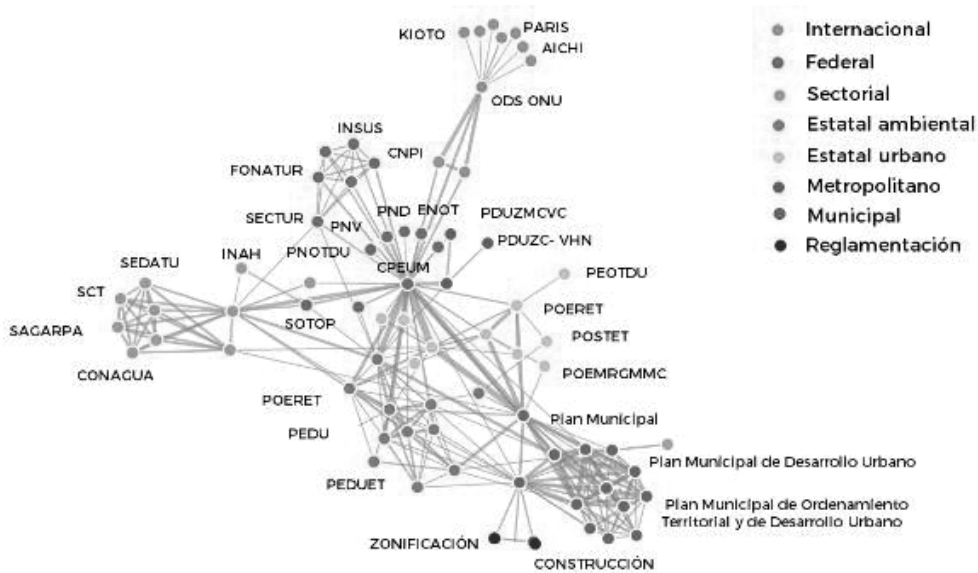 KIOTO
PARIS
AICHI
ODS ONU
INSUS
CNPI
FONATUR
SECTUR
PNV
PND
ENOT
PDUZMCVC
PDUZC- VHN
PNOTDU
INAH
CPEUM
SEDATU
SCT
SAGARPA
CONAGUA
SOTOP
PEOTDU
POERET
POSTET
POEMRGMMC
POERET
PEDU
PEDUET
Plan Municipal
Plan Municipal de Desarrollo Urbano
Plan Municipal de Ordenamiento
Territorial y de Desarrollo Urbano
ZONIFICACIÓN
CONSTRUCCIÓN
Internacional
Federal
Sectorial
Estatal ambiental
Estatal urbano
Metropolitano
Municipal
Reglamentación